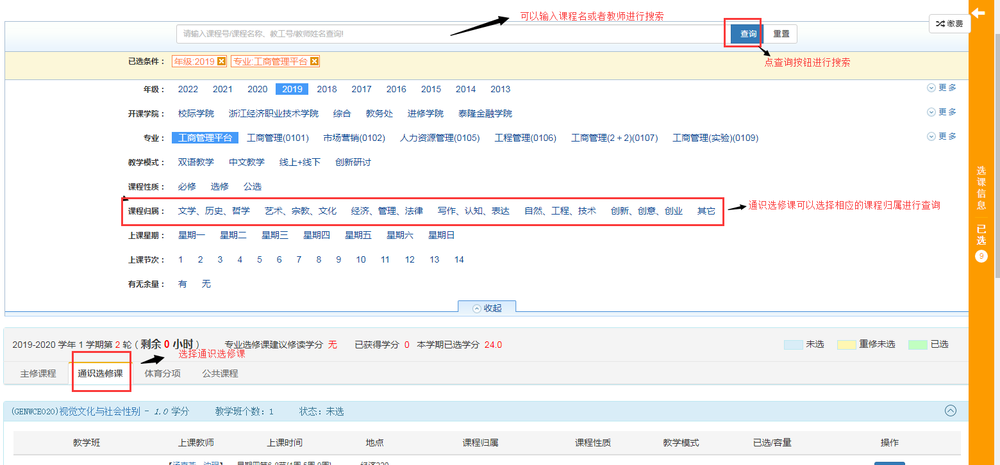 可以输入课程名或者教师进行搜索
缴费
请输入课程号/课程名称、教工号/教师姓名查询! 查询 重置
点查询按钮进行搜索
已选条件： 年级:2019 专业:工商管理平台
年级： 2022 2021 2020 2019 2018 2017 2016 2015 2014 2013 更多
开课学院： 校际学院 浙江经济职业技术学院 综合 教务处 进修学院 泰隆金融学院 更多
专业： 工商管理平台 工商管理(0101) 市场营销(0102) 人力资源管理(0105) 工程管理(0106) 工商管理(2+2)(0107) 工商管理(实验)(0109) 更多
教学模式： 双语教学 中文教学 线上+线下 创新研讨
课程性质： 必修 选修 公选
课程归属： 文学、历史、哲学 艺术、宗教、文化 经济、管理、法律 写作、认知、表达 自然、工程、技术 创新、创意、创业 其它
通识选修课可以选择相应的课程归属进行查询
上课星期： 星期一 星期二 星期三 星期四 星期五 星期六 星期日
上课节次： 1 2 3 4 5 6 7 8 9 10 11 12 13 14
有无余量： 有 无
收起
选课信息 已选 9
2019-2020 学年 1 学期第 2 轮 ( 剩余 0 小时 ) 专业选修课建议修读学分 无 已获得学分 0 本学期已选学分 24.0 未选 重修未选 已选
选择通识选修课
主修课程 通识选修课 体育分项 公共课程
(GENWCE020)视觉文化与社会性别 - 1.0 学分 教学班个数：1 状态：未选
教学班 上课教师 上课时间 地点 课程归属 课程性质 教学模式 已选/容量 操作